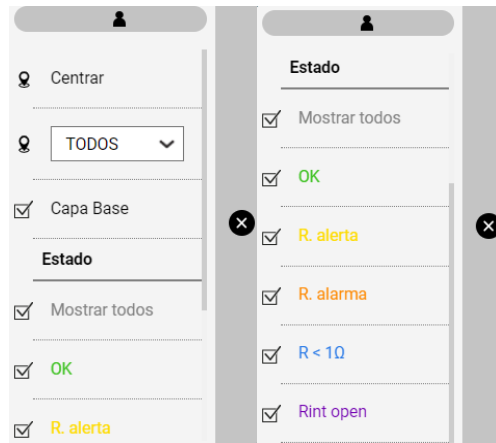 Centrar
TODOS
Capa Base
Estado
Mostrar todos
OK
R. alerta
Estado
Mostrar todos
OK
R. alerta
R. alarma
R < 1Ω
Rint open